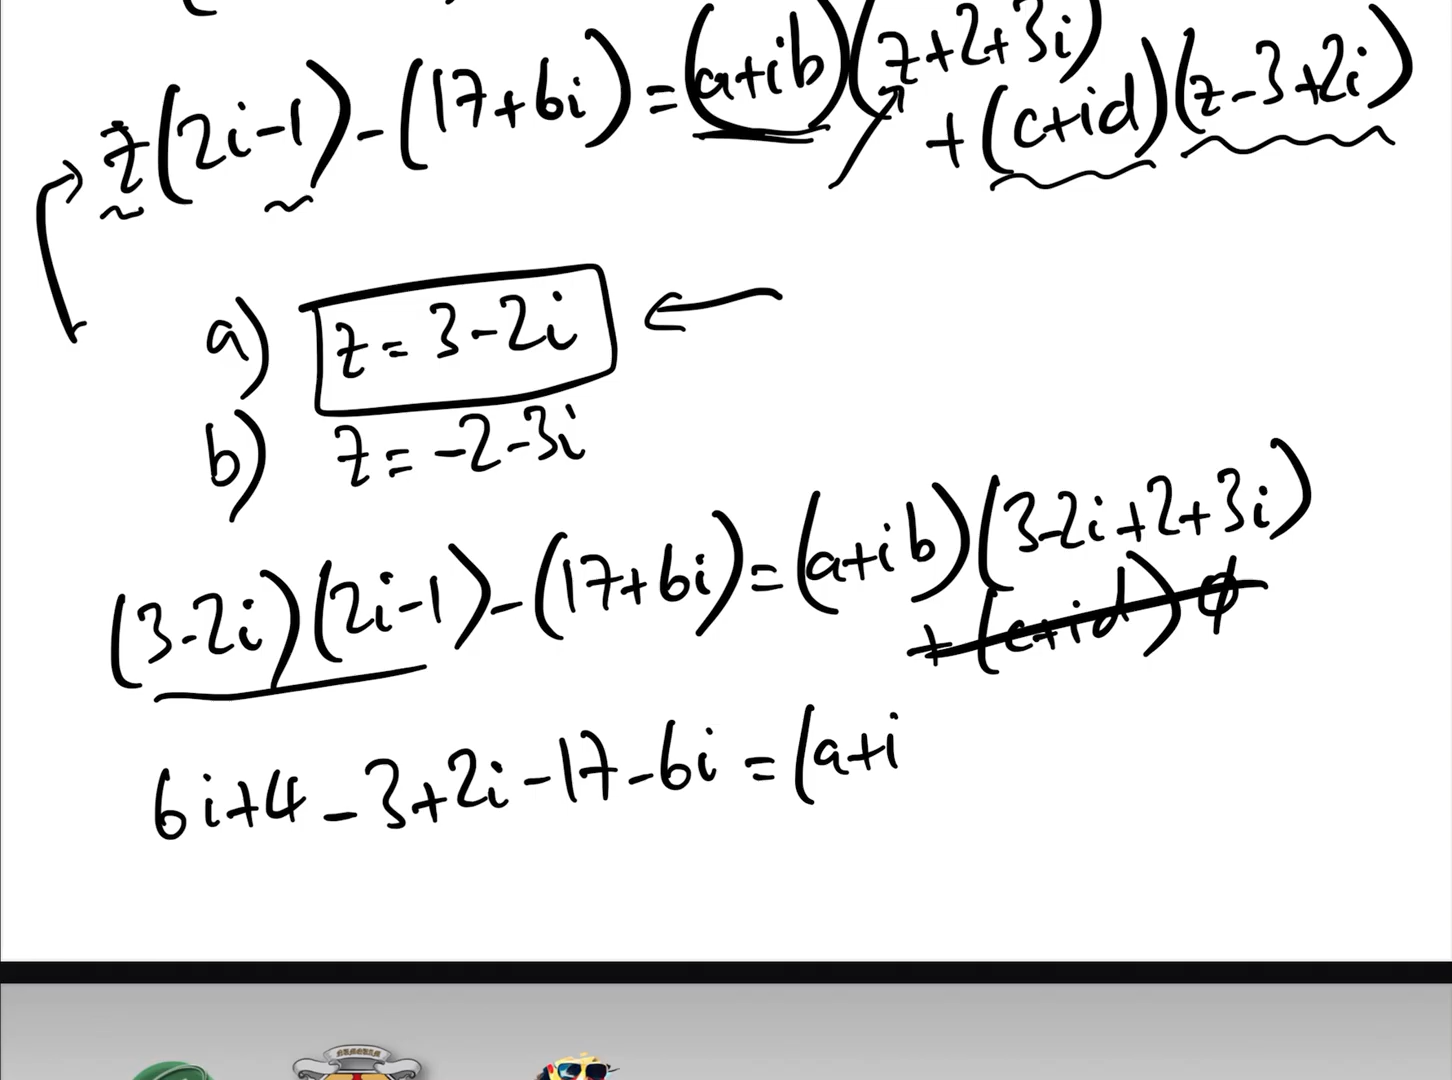 z(2i-1)-(17+6i)=(a+ib)(z+2+3i)
+(c+id)(z-3+2i)
a) z=3-2i
b) z=-2-3i
(3-2i)(2i-1)-(17+6i)=(a+ib)(3-2i+2+3i)
+(c+id)0
6i+4-3+2i-17-6i=(a+i